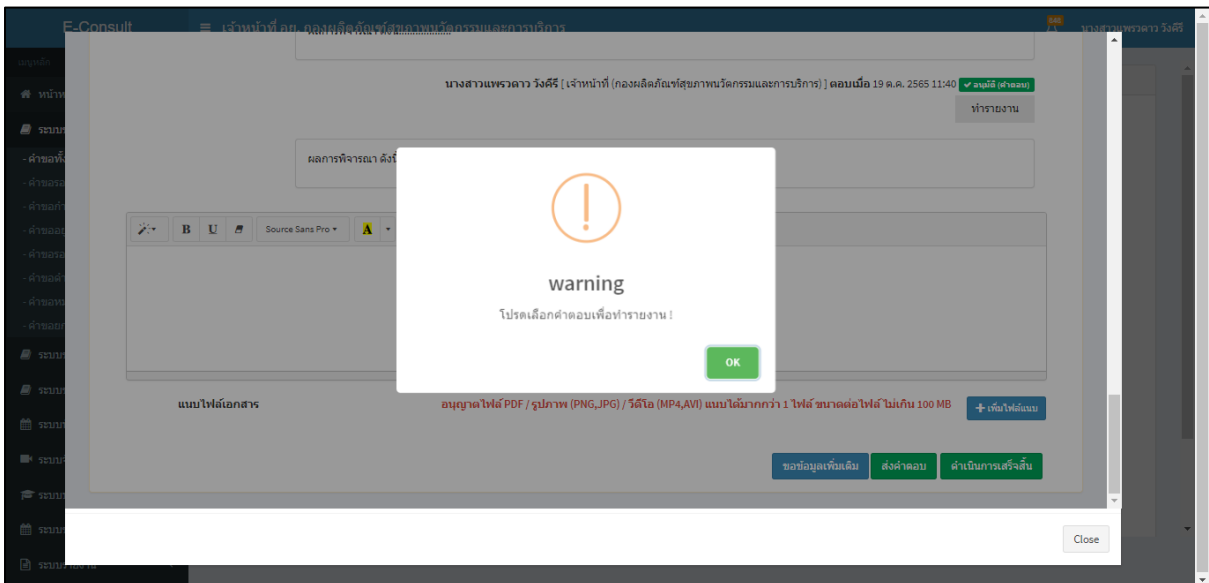 E-Consult
เจ้าหน้าที่ อย. กองผลิตภัณฑ์สุขภาพนวัตกรรมและการบริการ
540
นางสาวแพรวดาว วังคีรี
เมนูหลัก
นางสาวแพรวดาว วังคีรี [ เจ้าหน้าที่ (กองผลิตภัณฑ์สุขภาพนวัตกรรมและการบริการ) ] ตอบเมื่อ 19 ต.ค. 2565 11:40 อนุมัติ (คำตอบ)
ทำรายงาน
ผลการพิจารณา
B U Source Sans Pro A
warning
โปรดเลือกคำตอบเพื่อทำรายงาน !
OK
แนบไฟล์เอกสาร
อนุญาตไฟล์ PDF / รูปภาพ (PNG,JPG) / วีดีโอ (MP4,AVI) แนบได้มากกว่า 1 ไฟล์ ขนาดต่อไฟล์ ไม่เกิน 100 MB
เพิ่มไฟล์แนบ
ขอข้อมูลเพิ่มเติม
ส่งคำตอบ
ดำเนินการเสร็จสิ้น
Close